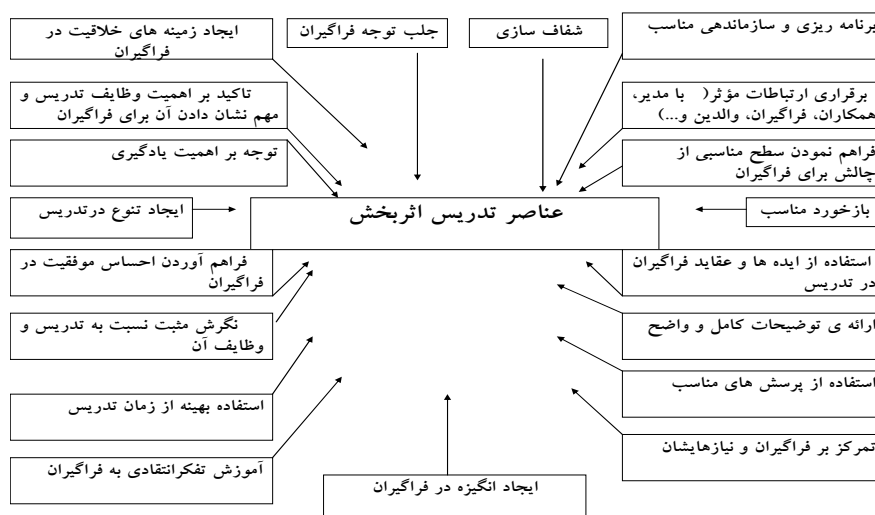 برنامه ریزی و سازماندهی مناسب
شفاف سازی
جلب توجه فراگیران
ایجاد زمینه های خلاقیت در
فراگیران
برقراری ارتباطات مؤثر( با مدیر،
همکاران، فراگیران، والدین و...)
تاکید بر اهمیت وظایف تدریس و
مهم نشان دادن آن برای فراگیران
فراهم نمودن سطح مناسبی از
چالش برای فراگیران
توجه بر اهمیت یادگیری
بازخورد مناسب
عناصر تدریس اثربخش
ایجاد تنوع درتدریس
استفاده از ایده ها و عقاید فراگیران
در تدریس
فراهم آوردن احساس موفقیت در
فراگیران
ارائه ی توضیحات کامل و واضح
نگرش مثبت نسبت به تدریس و
وظایف آن
استفاده از پرسش های مناسب
استفاده بهینه از زمان تدریس
تمرکز بر فراگیران و نیازهایشان
آموزش تفکرانتقادی به فراگیران
ایجاد انگیزه در فراگیران